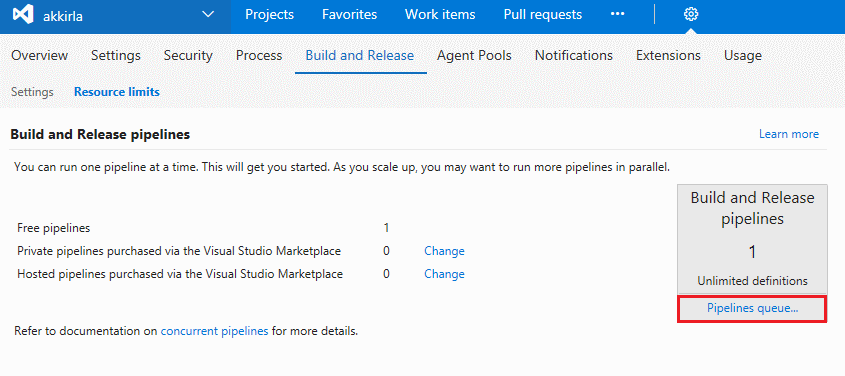 akkirla Projects Favorites Work items Pull requests ···
Overview Settings Security Process Build and Release Agent Pools Notifications Extensions Usage
Settings Resource limits
Build and Release pipelines Learn more
You can run one pipeline at a time. This will get you started. As you scale up, you may want to run more pipelines in parallel.
Build and Release
pipelines
1
Unlimited definitions
Pipelines queue...
Free pipelines 1
Private pipelines purchased via the Visual Studio Marketplace 0 Change
Hosted pipelines purchased via the Visual Studio Marketplace 0 Change
Refer to documentation on concurrent pipelines for more details.